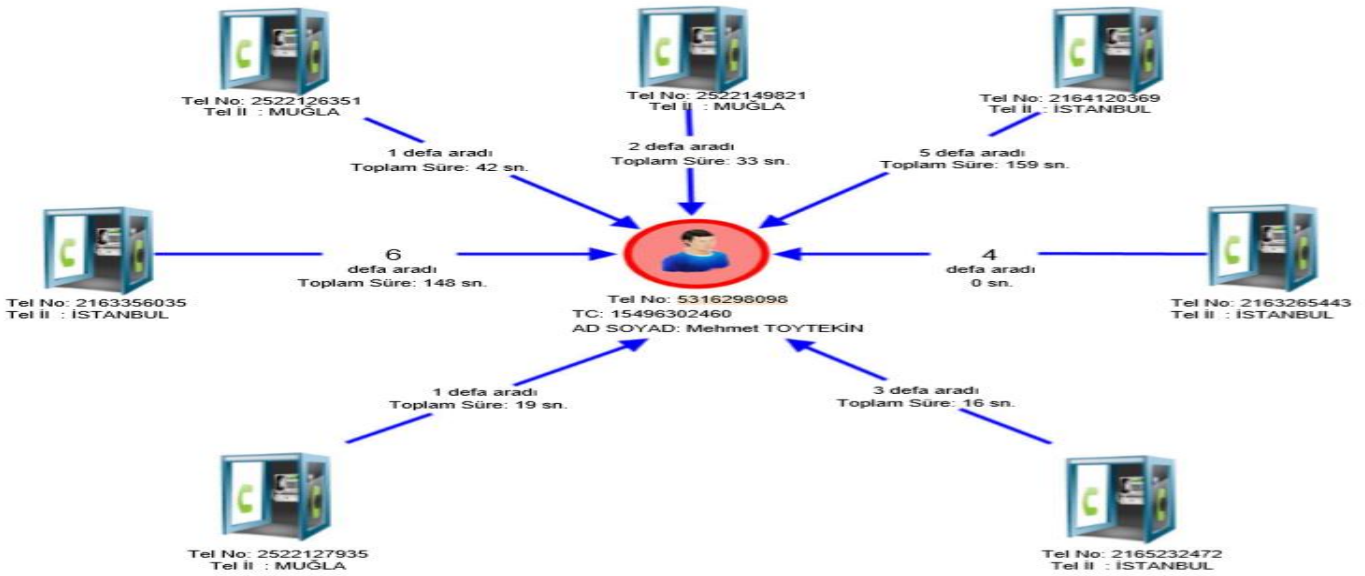 Tel No: 2522126351
Tel İl : MUĞLA
Tel No: 2522149821
Tel İl : MUĞLA
Tel No: 2164120369
Tel İl : İSTANBUL
1 defa aradı
Toplam Süre: 42 sn.
2 defa aradı
Toplam Süre: 33 sn.
5 defa aradı
Toplam Süre: 159 sn.
6
defa aradı
Toplam Süre: 148 sn.
4
defa aradı
0 sn.
Tel No: 2163356035
Tel İl : İSTANBUL
Tel No: 5316298098
TC: 15496302460
AD SOYAD: Mehmet TOYTEKİN
Tel No: 2163265443
Tel İl : İSTANBUL
1 defa aradı
Toplam Süre: 19 sn.
3 defa aradı
Toplam Süre: 16 sn.
Tel No: 2522127935
Tel İl : MUĞLA
Tel No: 2165232472
Tel İl : İSTANBUL